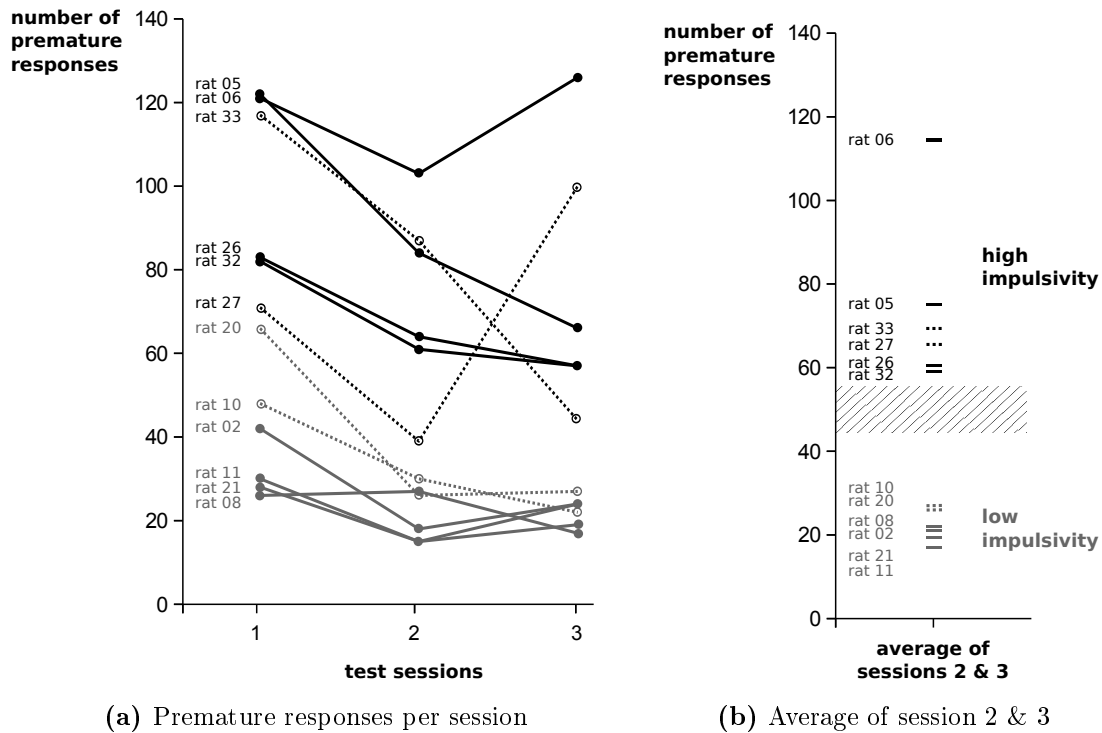 number of
premature
responses
140
120
100
80
60
40
20
0
rat 05
rat 06
rat 33
rat 26
rat 32
rat 27
rat 20
rat 10
rat 02
rat 11
rat 21
rat 08
1 2 3
test sessions
(a) Premature responses per session
number of
premature
responses
140
120
100
80
60
40
20
0
rat 06
rat 05
rat 33
rat 27
rat 26
rat 32
rat 10
rat 20
rat 08
rat 02
rat 21
rat 11
high
impulsivity
low
impulsivity
average of
sessions 2 & 3
(b) Average of session 2 & 3